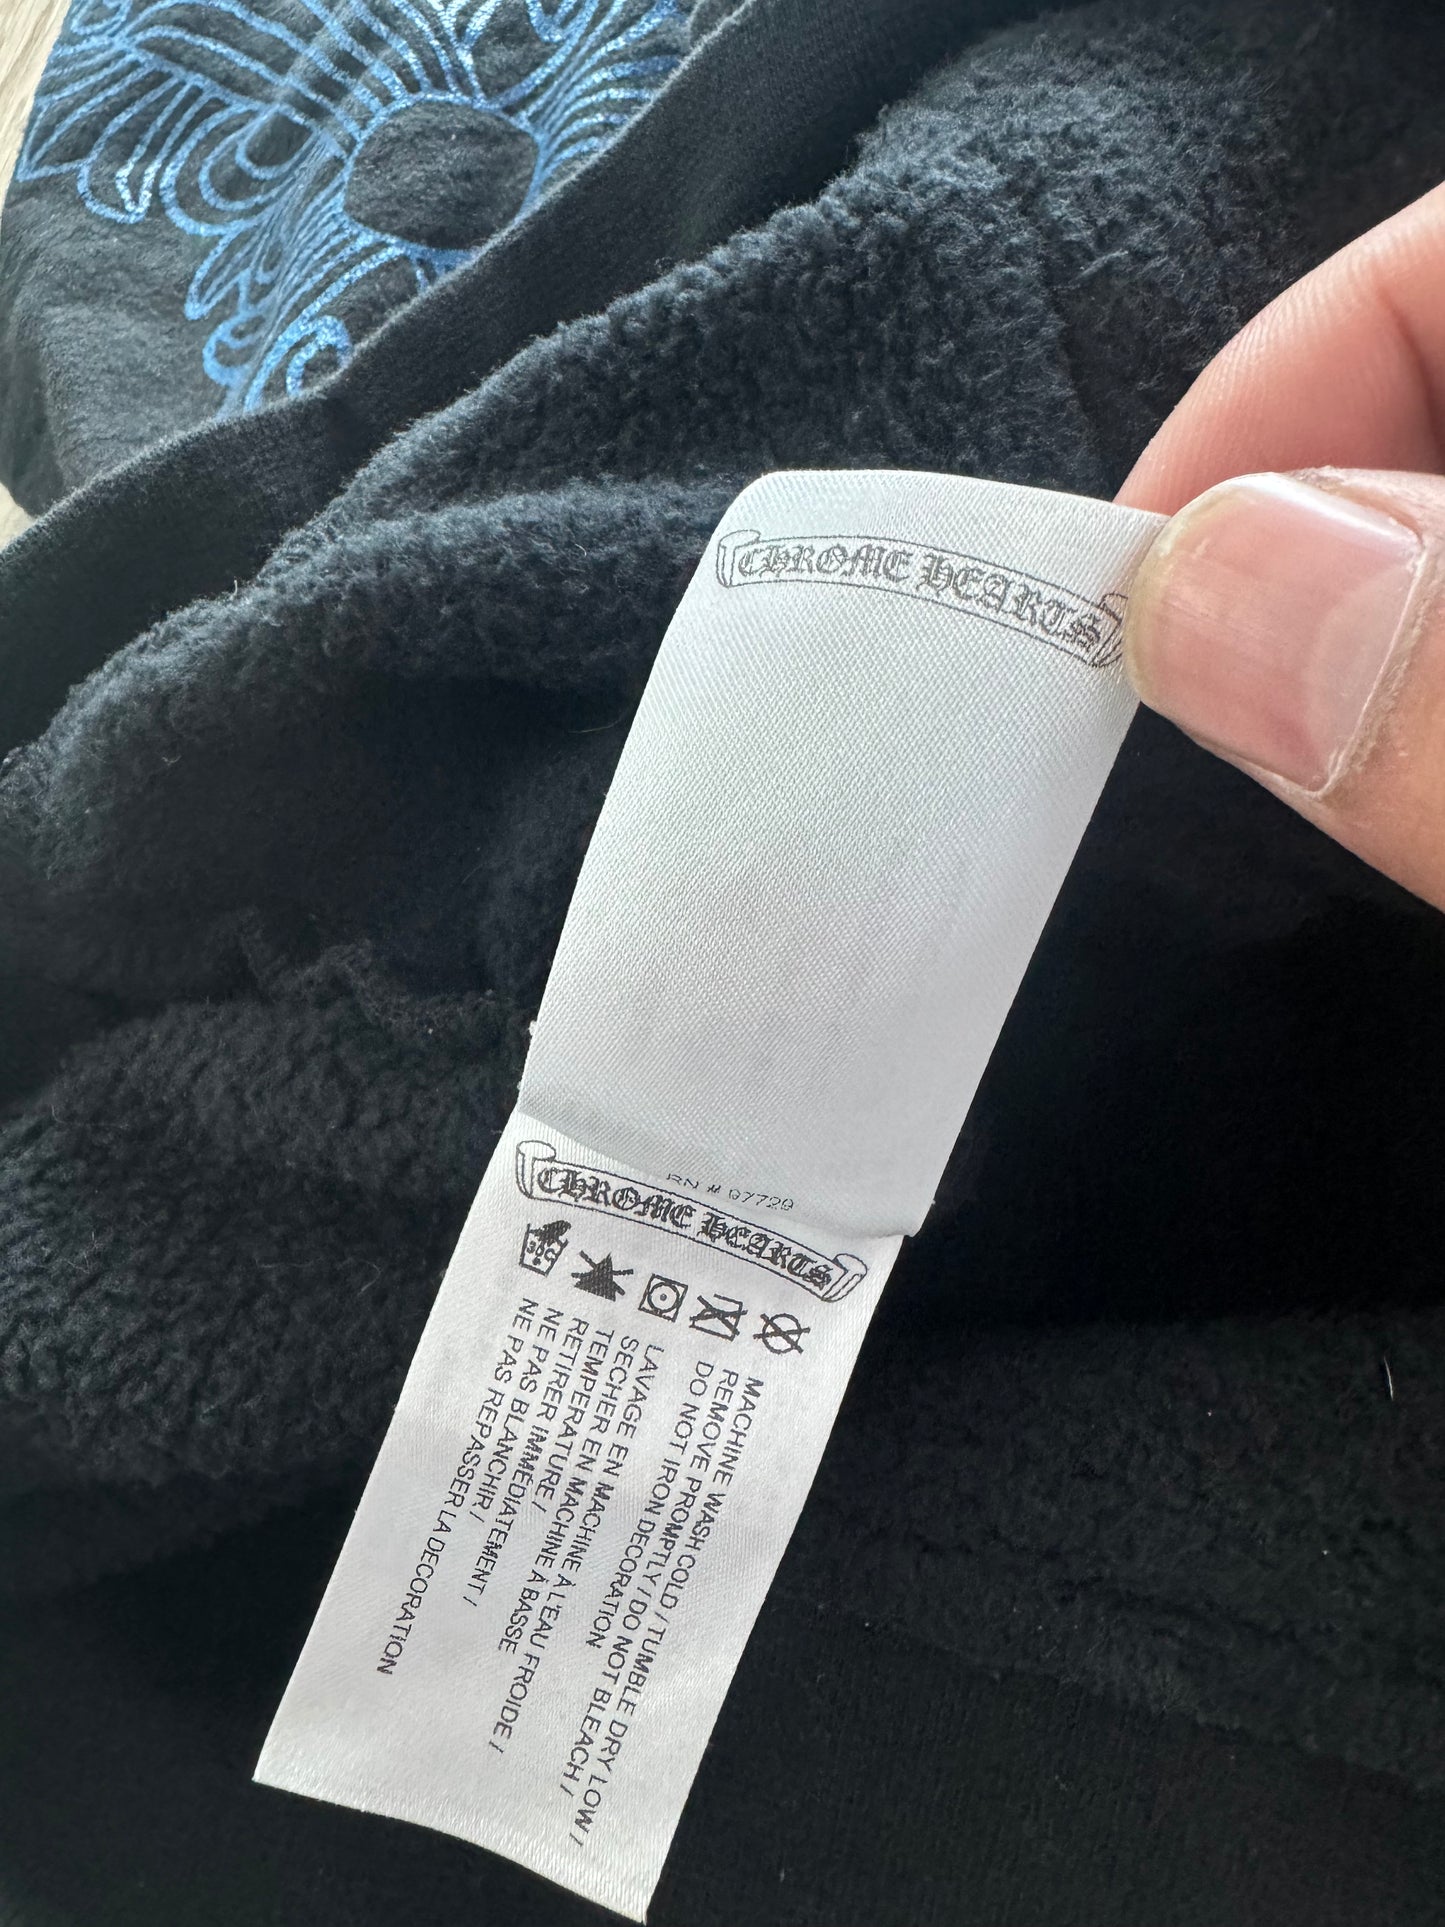 CHROME HEARTS
RN # 97729
CHROME HEARTS
30C
MACHINE WASH COLD / TUMBLE DRY LOW /
REMOVE PROMPTLY / DO NOT BLEACH /
DO NOT IRON DECORATION
LAVAGE EN MACHINE À L'EAU FROIDE /
SECHER EN MACHINE À BASSE
TEMPERATURE /
RETIRER IMMÉDIATEMENT /
NE PAS BLANCHIR /
NE PAS REPASSER LA DECORATION